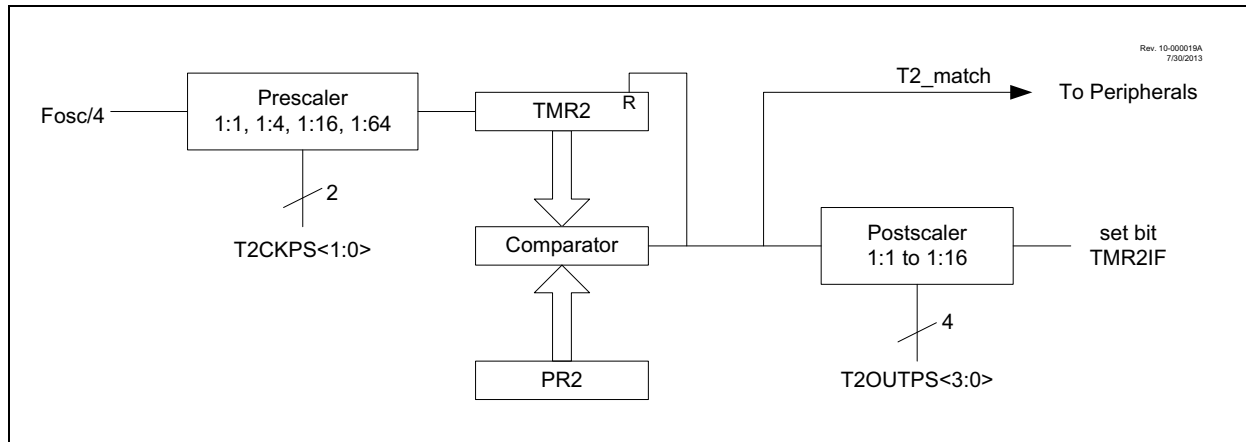 Rev. 10-000019A
7/30/2013
T2_match
To Peripherals
Fosc/4
Prescaler
1:1, 1:4, 1:16, 1:64
TMR2
R
2
T2CKPS<1:0>
Comparator
Postscaler
1:1 to 1:16
set bit
TMR2IF
4
T2OUTPS<3:0>
PR2